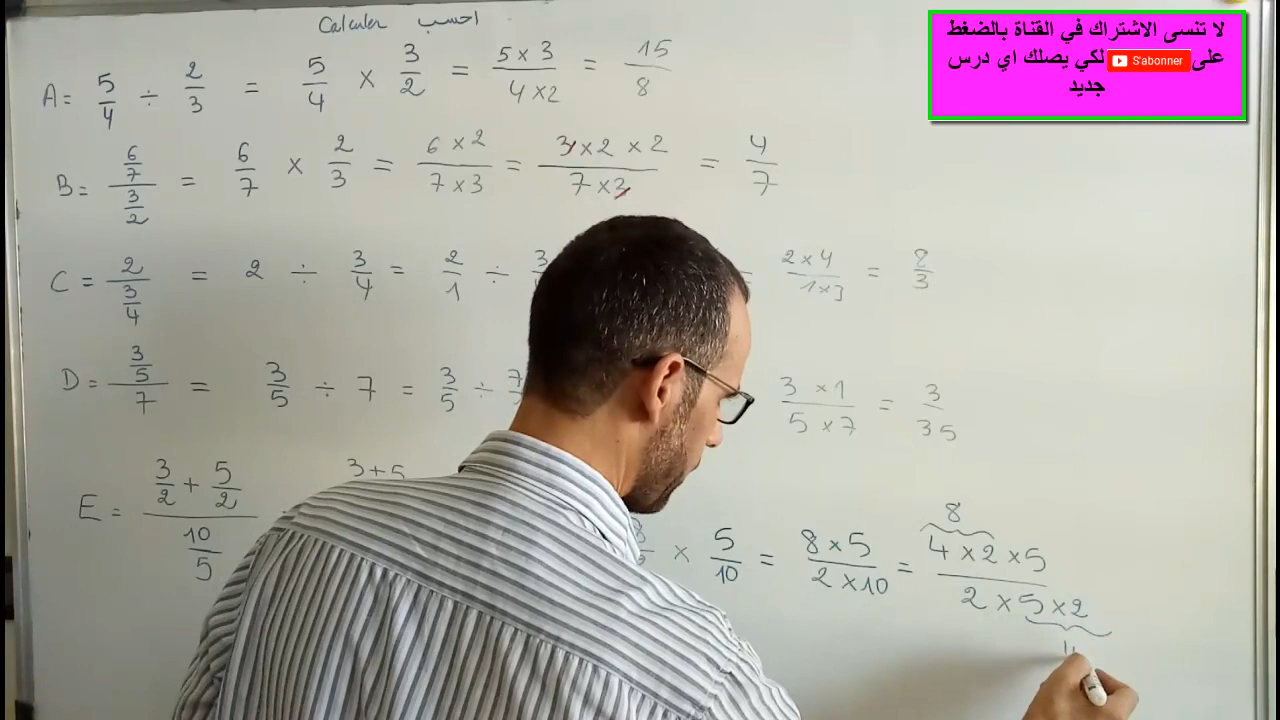 Calculer احسب
A = 5/4 ÷ 2/3 = 5/4 × 3/2 = 5 × 3 / 4 × 2 = 15/8
B = 6/7 / 3/2 = 6/7 × 2/3 = 6 × 2 / 7 × 3 = 3 × 2 × 2 / 7 × 3 = 4/7
C = 2 / 3/4 = 2 ÷ 3/4 = 2/1 ÷ 2 × 4 / 1 × 3 = 8/3
D = 3/5 / 7 = 3/5 ÷ 7 = 3/5 ÷ 3 × 1 / 5 × 7 = 3/35
E = 3/2 + 5/2 / 10/5 3+5 × 5/10 = 8 × 5 / 2 × 10 = 4 × 2 × 5 / 2 × 5 × 2
8
لا تنسى الاشتراك في القناة بالضغط
على S'abonner لكي يصلك اي درس
جديد